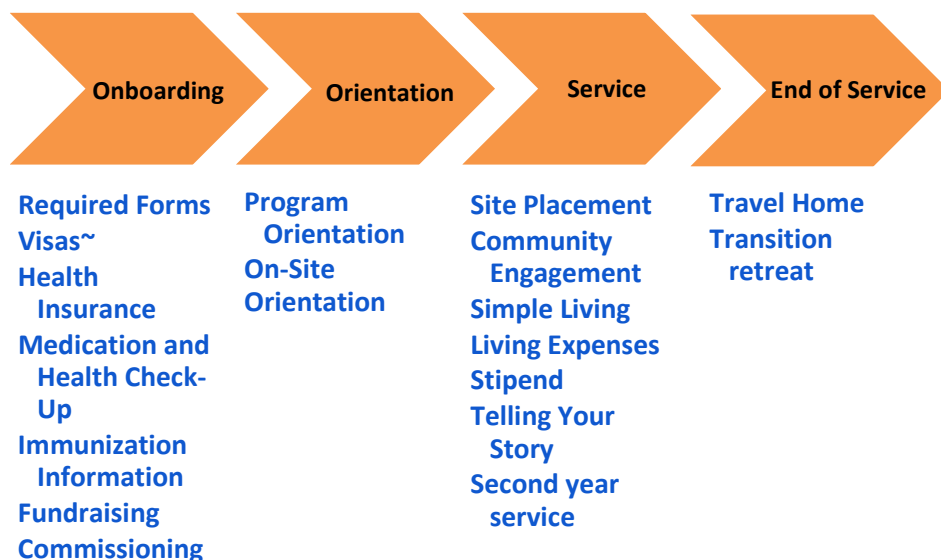 Onboarding
Orientation
Service
End of Service
Required Forms
Visas~
Health
Insurance
Medication and
Health Check-
Up
Immunization
Information
Fundraising
Commissioning
Program
Orientation
On-Site
Orientation
Site Placement
Community
Engagement
Simple Living
Living Expenses
Stipend
Telling Your
Story
Second year
service
Travel Home
Transition
retreat